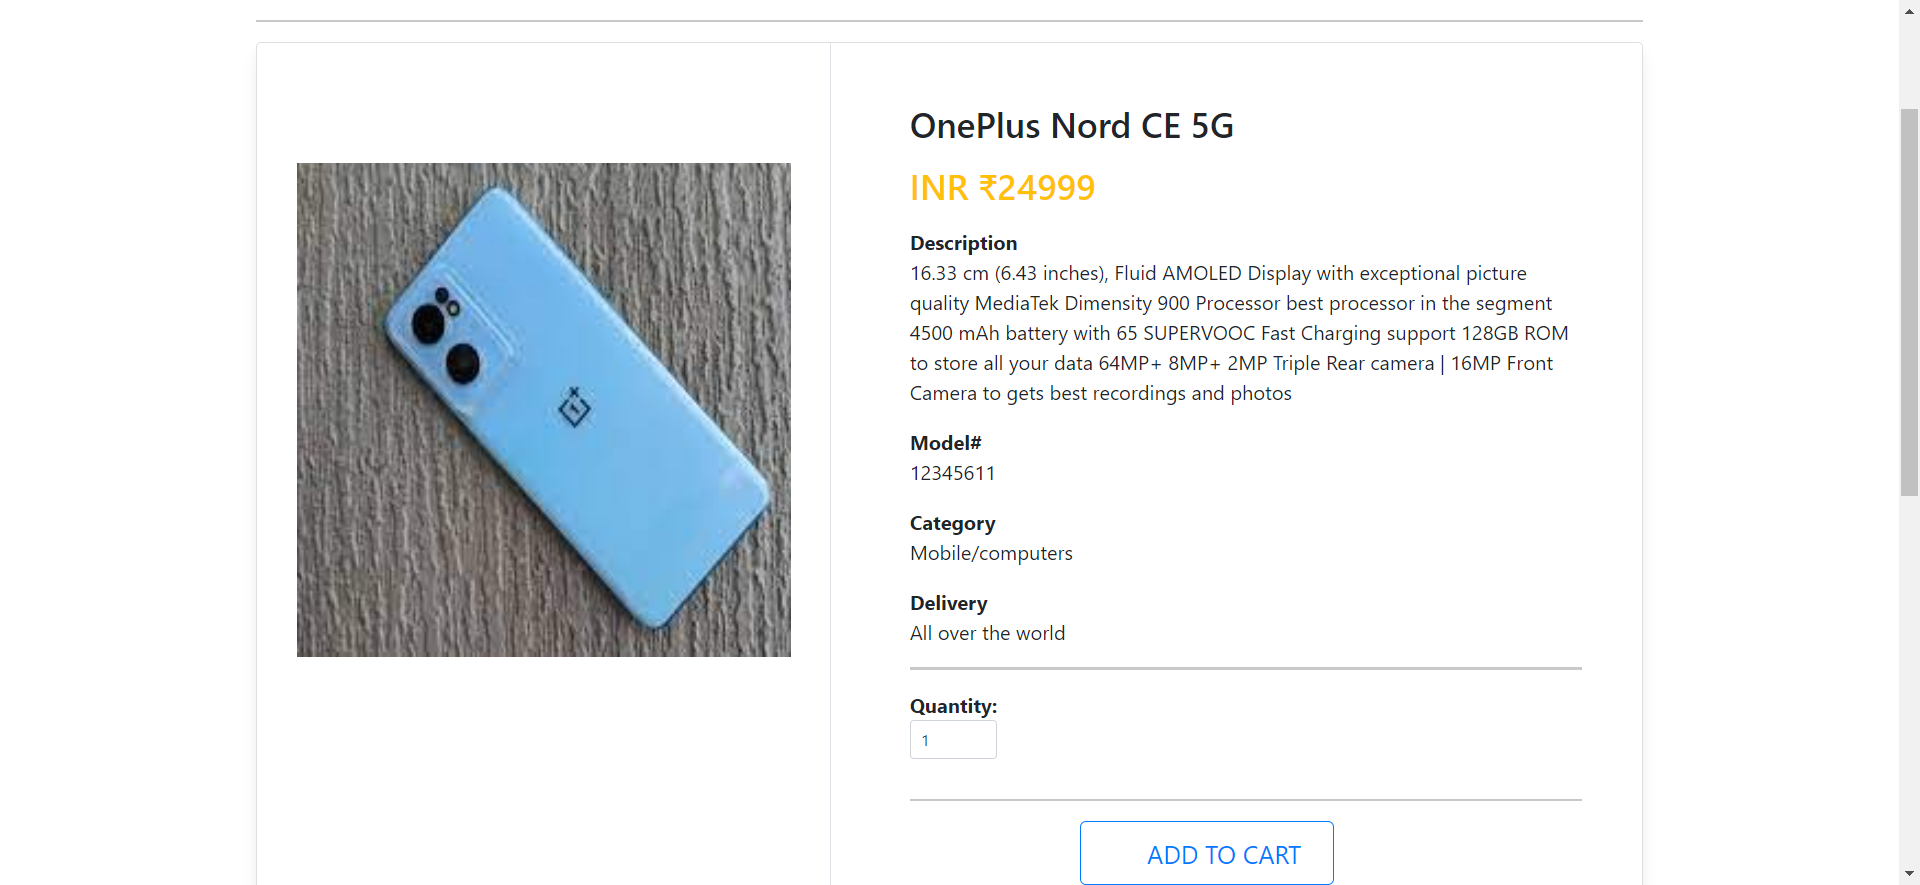 OnePlus Nord CE 5G
INR ₹24999
Description
16.33 cm (6.43 inches), Fluid AMOLED Display with exceptional picture
quality MediaTek Dimensity 900 Processor best processor in the segment
4500 mAh battery with 65 SUPERVOOC Fast Charging support 128GB ROM
to store all your data 64MP+ 8MP+ 2MP Triple Rear camera | 16MP Front
Camera to gets best recordings and photos
Model#
12345611
Category
Mobile/computers
Delivery
All over the world
Quantity:
1
ADD TO CART